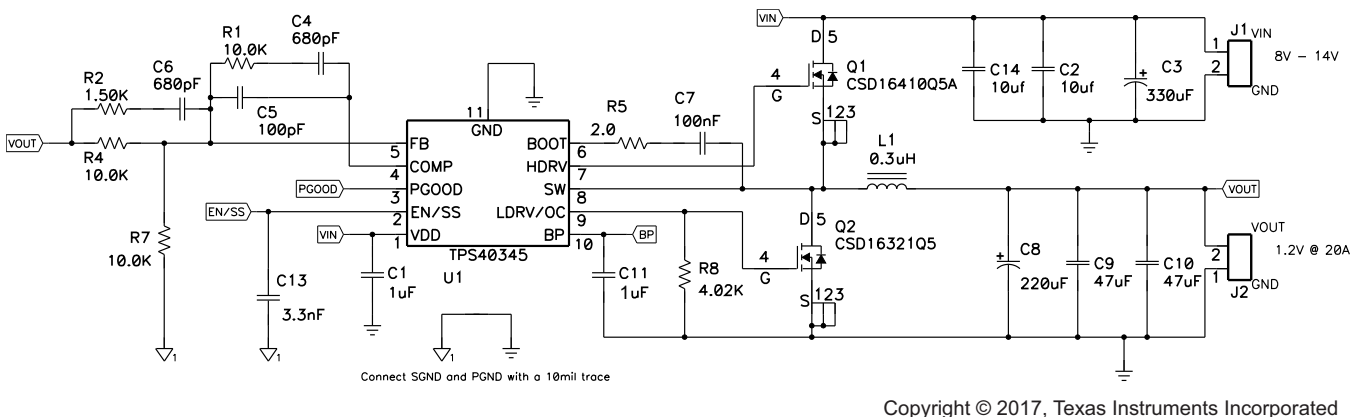 VIN
C4
680pF
R1
10.0K
C6
680pF
R2
1.50K
C5
100pF
VOUT
R4
10.0K
R7
10.0K
PGOOD
EN/SS
VIN
C13
3.3nF
C1
1uF
1
1
11
GND
FB
COMP
PGOOD
EN/SS
VDD
5
4
3
2
1
BOOT
HDRV
SW
LDRV/OC
BP
6
7
8
9
10
TPS40345
U1
1
Connect SGND and PGND with a 10mil trace
R5
2.0
C7
100nF
BP
C11
1uF
R8
4.02K
D 5
4
G
Q1
CSD16410Q5A
S 123
L1
0.3uH
D 5
4
G
Q2
CSD16321Q5
S 123
C14
10uf
C2
10uf
+
C3
330uF
J1
VIN
1
2
GND
8V – 14V
VOUT
+
C8
220uF
C9
47uF
C10
47uF
VOUT
2
1
J2
GND
1.2V @ 20A
Copyright © 2017, Texas Instruments Incorporated